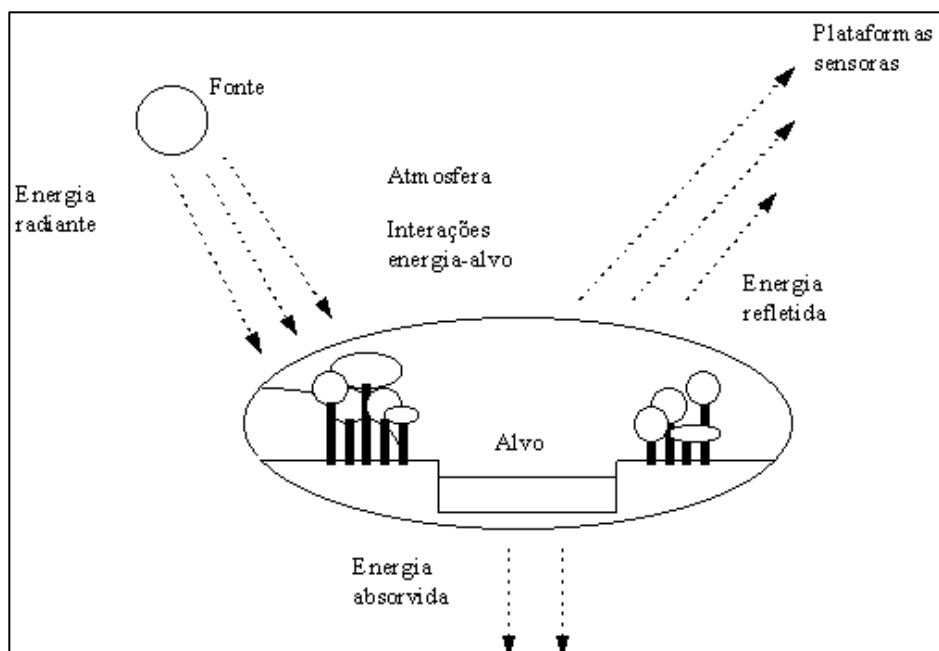 Plataformas
sensoras
Fonte
Energia
radiante
Atmosfera
Interações
energia-alvo
Energia
refletida
Alvo
Energia
absorvida